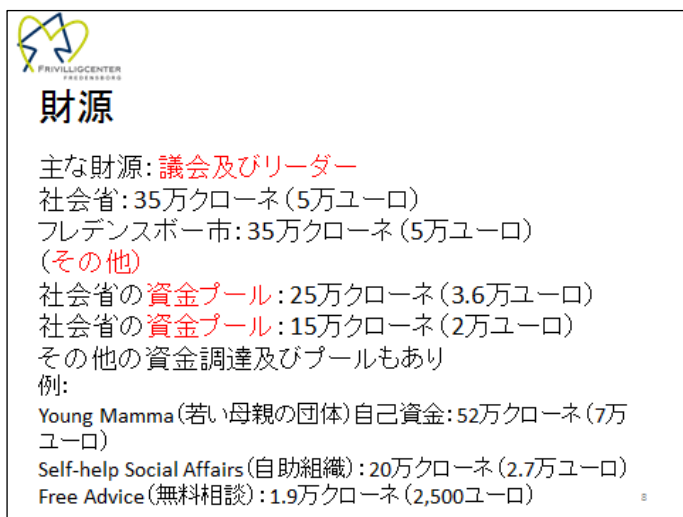 FRIVILLIGCENTER
FREDENSBORG
財源
主な財源：議会及びリーダー
社会省：35万クローネ（5万ユーロ）
フレデンスボー市：35万クローネ（5万ユーロ）
（その他）
社会省の資金プール：25万クローネ（3.6万ユーロ）
社会省の資金プール：15万クローネ（2万ユーロ）
その他の資金調達及びプールもあり
例：
Young Mamma（若い母親の団体）自己資金：52万クローネ（7万
ユーロ）
Self-help Social Affairs（自助組織）：20万クローネ（2.7万ユーロ）
Free Advice（無料相談）：1.9万クローネ（2,500ユーロ）
8